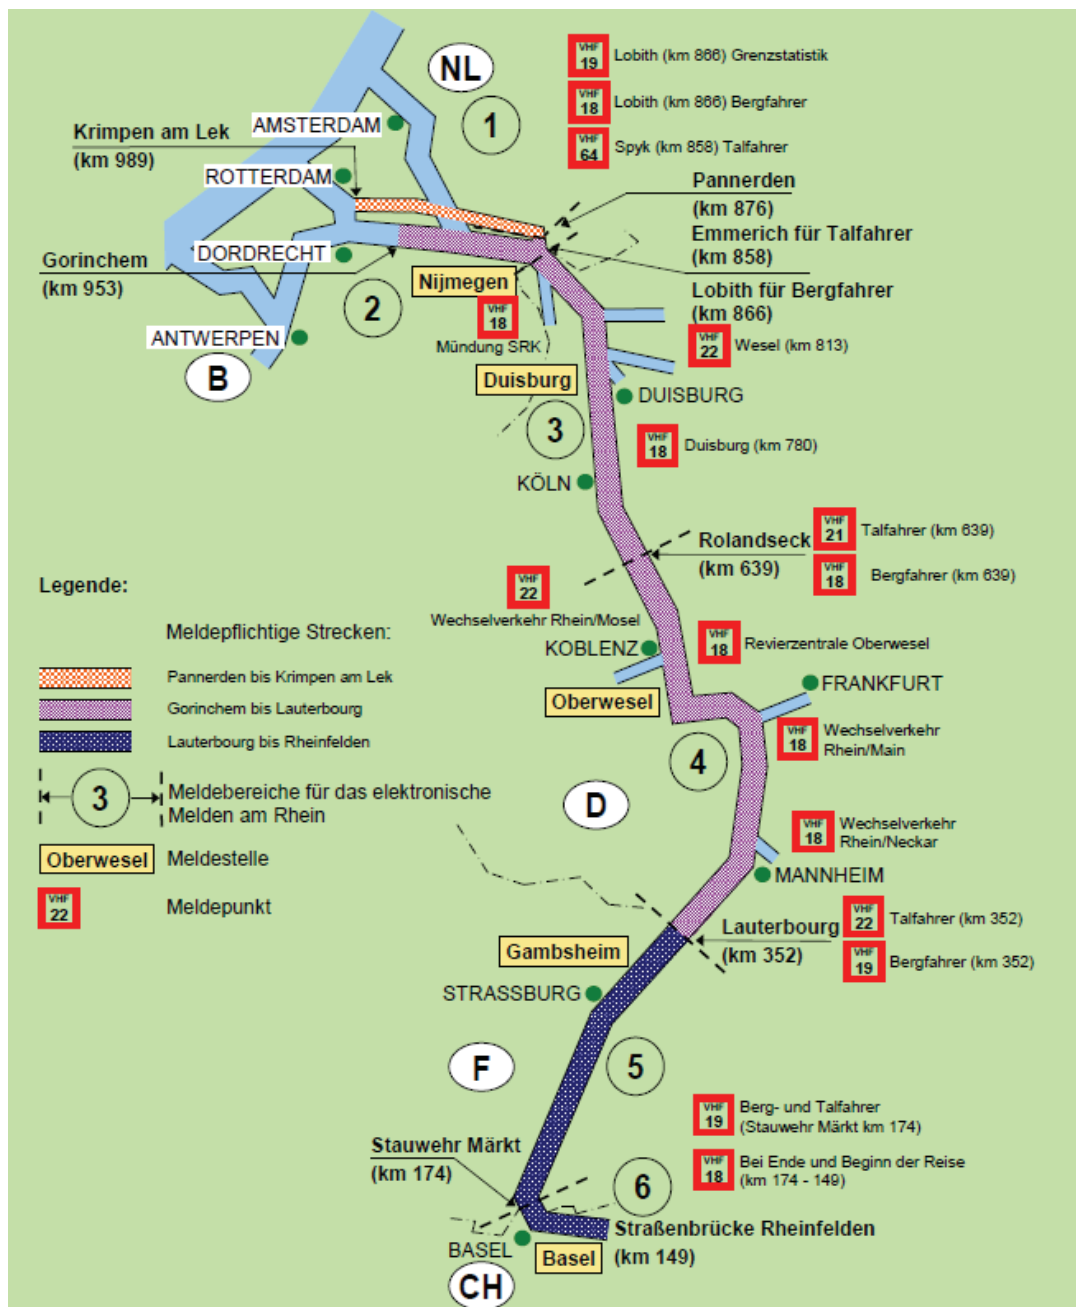 NL
1
VHF
19
Lobith (km 866) Grenzstatistik
VHF
18
Lobith (km 866) Bergfahrer
VHF
64
Spyk (km 858) Talfahrer
AMSTERDAM
Krimpen am Lek
(km 989)
ROTTERDAM
Pannerden
(km 876)
Emmerich für Talfahrer
(km 858)
DORDRECHT
Gorinchem
(km 953)
Nijmegen
Lobith für Bergfahrer
(km 866)
2
VHF
18
Mündung SRK
ANTWERPEN
B
VHF
22
Wesel (km 813)
Duisburg
DUISBURG
3
VHF
18
Duisburg (km 780)
KÖLN
Rolandseck
(km 639)
VHF
21
Talfahrer (km 639)
VHF
18
Bergfahrer (km 639)
VHF
22
Wechselverkehr Rhein/Mosel
KOBLENZ
VHF
18
Revierzentrale Oberwesel
Oberwesel
FRANKFURT
VHF
18
Wechselverkehr
Rhein/Main
4
D
VHF
18
Wechselverkehr
Rhein/Neckar
MANNHEIM
Legende:
Meldepflichtige Strecken:
Pannerden bis Krimpen am Lek
Gorinchem bis Lauterbourg
Lauterbourg bis Rheinfelden
3
Meldebereiche für das elektronische
Melden am Rhein
Oberwesel
Meldestelle
VHF
22
Meldepunkt
Lauterbourg
(km 352)
VHF
22
Talfahrer (km 352)
VHF
19
Bergfahrer (km 352)
Gambsheim
STRASSBURG
F
5
VHF
19
Berg- und Talfahrer
(Stauwehr Märkt km 174)
Stauwehr Märkt
(km 174)
VHF
18
Bei Ende und Beginn der Reise
(km 174 - 149)
6
Straßenbrücke Rheinfelden
(km 149)
BASEL
Basel
CH